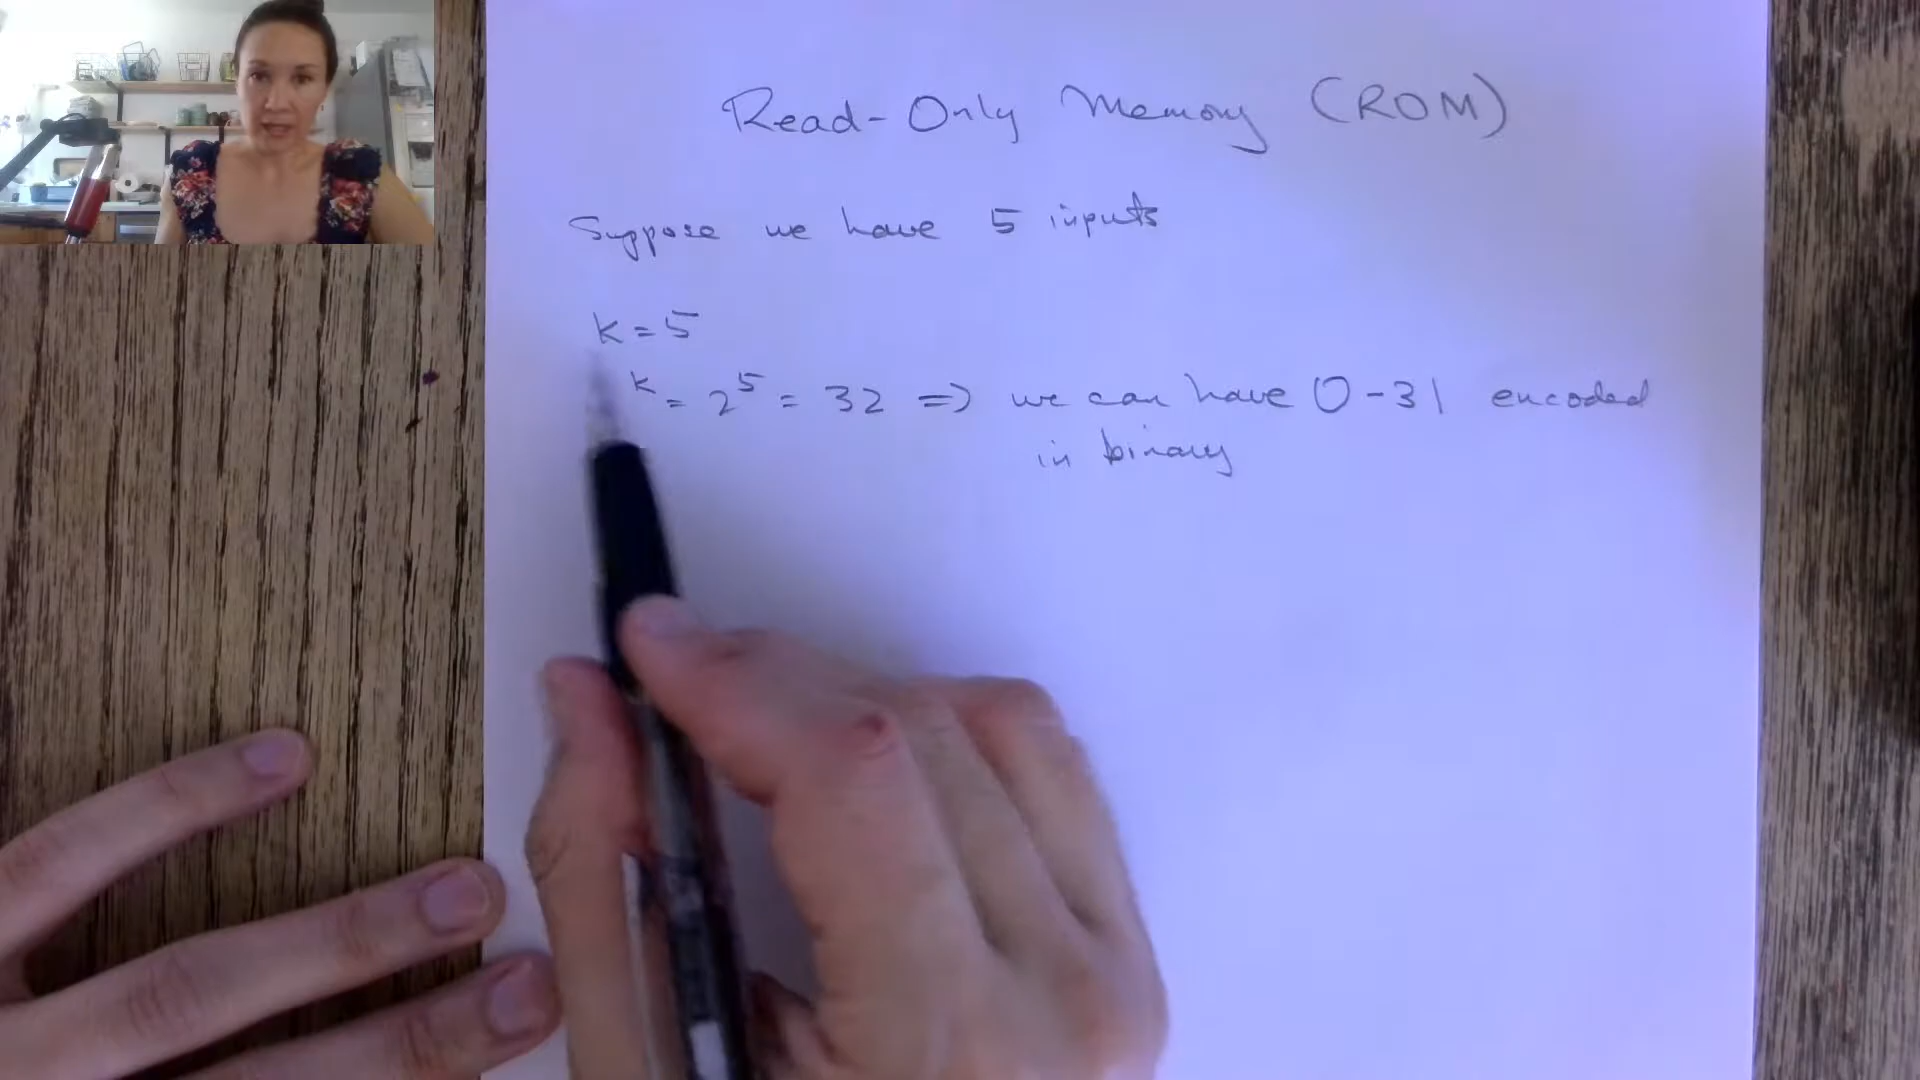 Read-Only Memory (ROM)
Suppose we have 5 inputs
k = 5
k = 2^5 = 32 => we can have 0-31 encoded
in binary